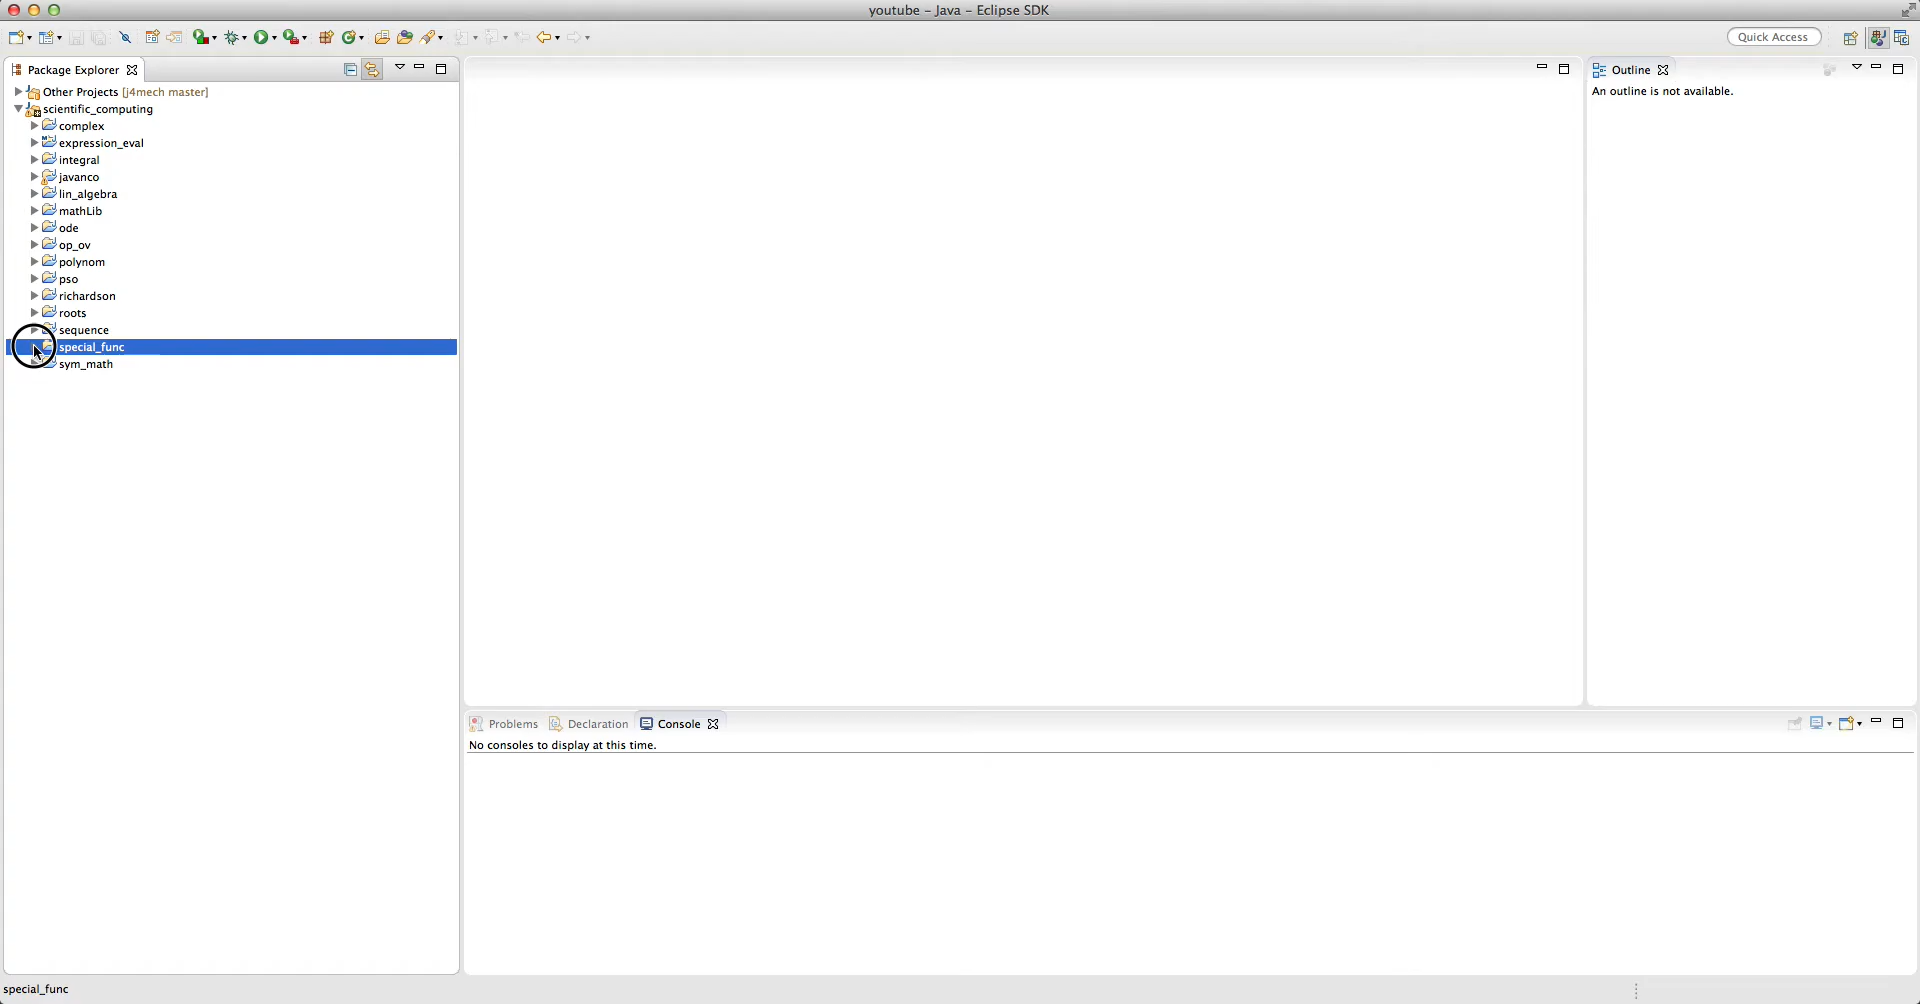 youtube - Java - Eclipse SDK
Quick Access
Package Explorer
Other Projects [j4mech master]
scientific_computing
complex
expression_eval
integral
javanco
lin_algebra
mathLib
ode
op_ov
polynom
pso
richardson
roots
sequence
special_func
sym_math
Outline
An outline is not available.
Problems
Declaration
Console
No consoles to display at this time.
special_func